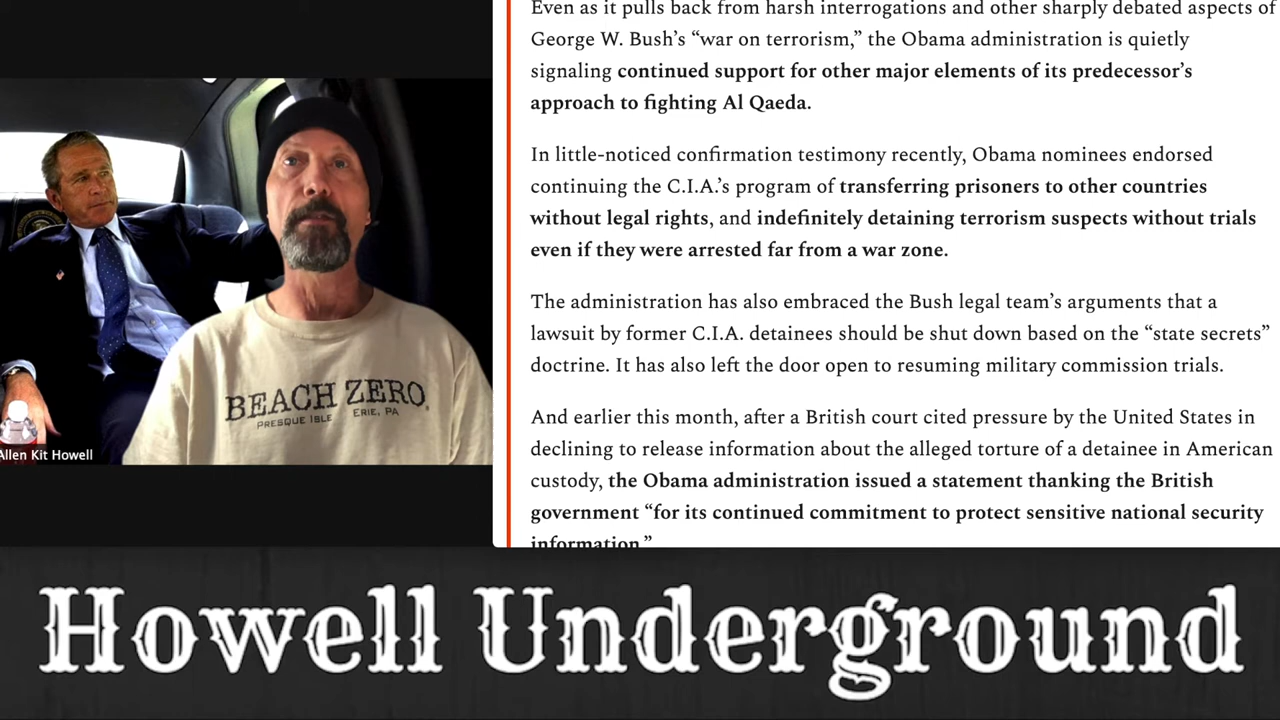 Even as it pulls back from harsh interrogations and other sharply debated aspects of
George W. Bush’s “war on terrorism,” the Obama administration is quietly
signaling continued support for other major elements of its predecessor’s
approach to fighting Al Qaeda.
In little-noticed confirmation testimony recently, Obama nominees endorsed
continuing the C.I.A.’s program of transferring prisoners to other countries
without legal rights, and indefinitely detaining terrorism suspects without trials
even if they were arrested far from a war zone.
The administration has also embraced the Bush legal team’s arguments that a
lawsuit by former C.I.A. detainees should be shut down based on the “state secrets”
doctrine. It has also left the door open to resuming military commission trials.
And earlier this month, after a British court cited pressure by the United States in
declining to release information about the alleged torture of a detainee in American
custody, the Obama administration issued a statement thanking the British
government “for its continued commitment to protect sensitive national security
information.”
BEACH ZERO
PRESQUE ISLE ERIE, PA
Allen Kit Howell
Howell Underground